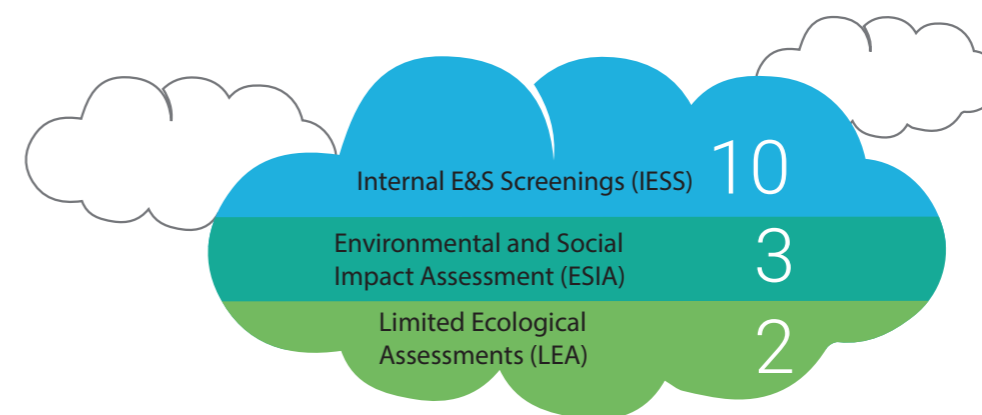 Internal E&S Screenings (IESS) 10
Environmental and Social
Impact Assessment (ESIA) 3
Limited Ecological
Assessments (LEA) 2